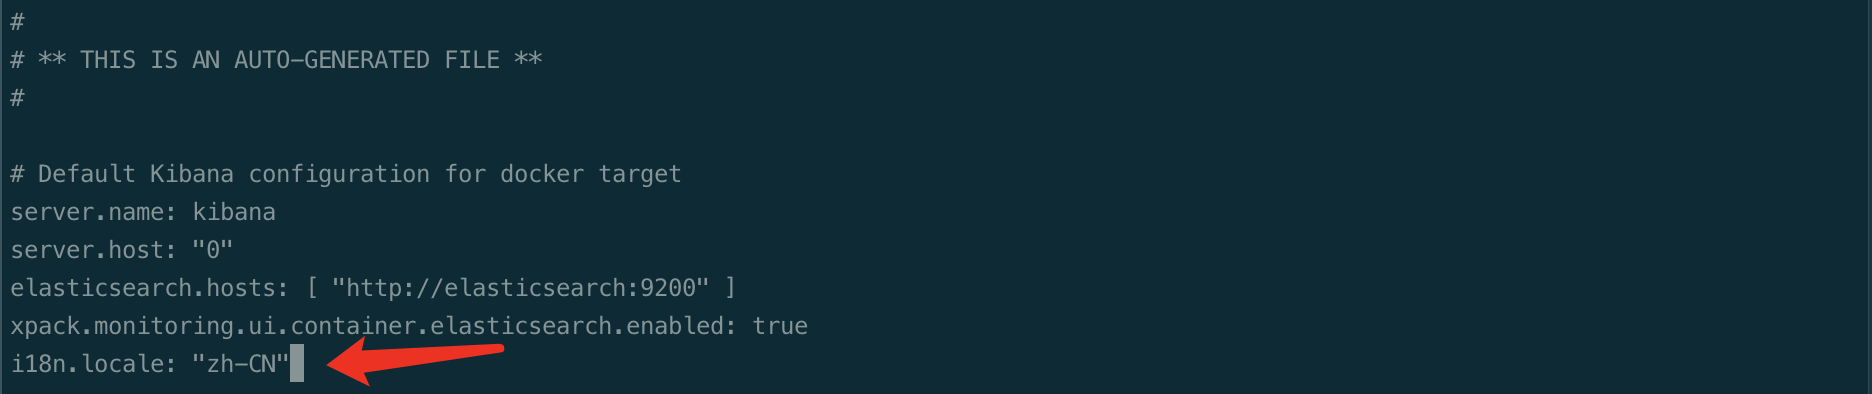 #
# ** THIS IS AN AUTO-GENERATED FILE **
#
# Default Kibana configuration for docker target
server.name: kibana
server.host: "0"
elasticsearch.hosts: [ "http://elasticsearch:9200" ]
xpack.monitoring.ui.container.elasticsearch.enabled: true
i18n.locale: "zh-CN"